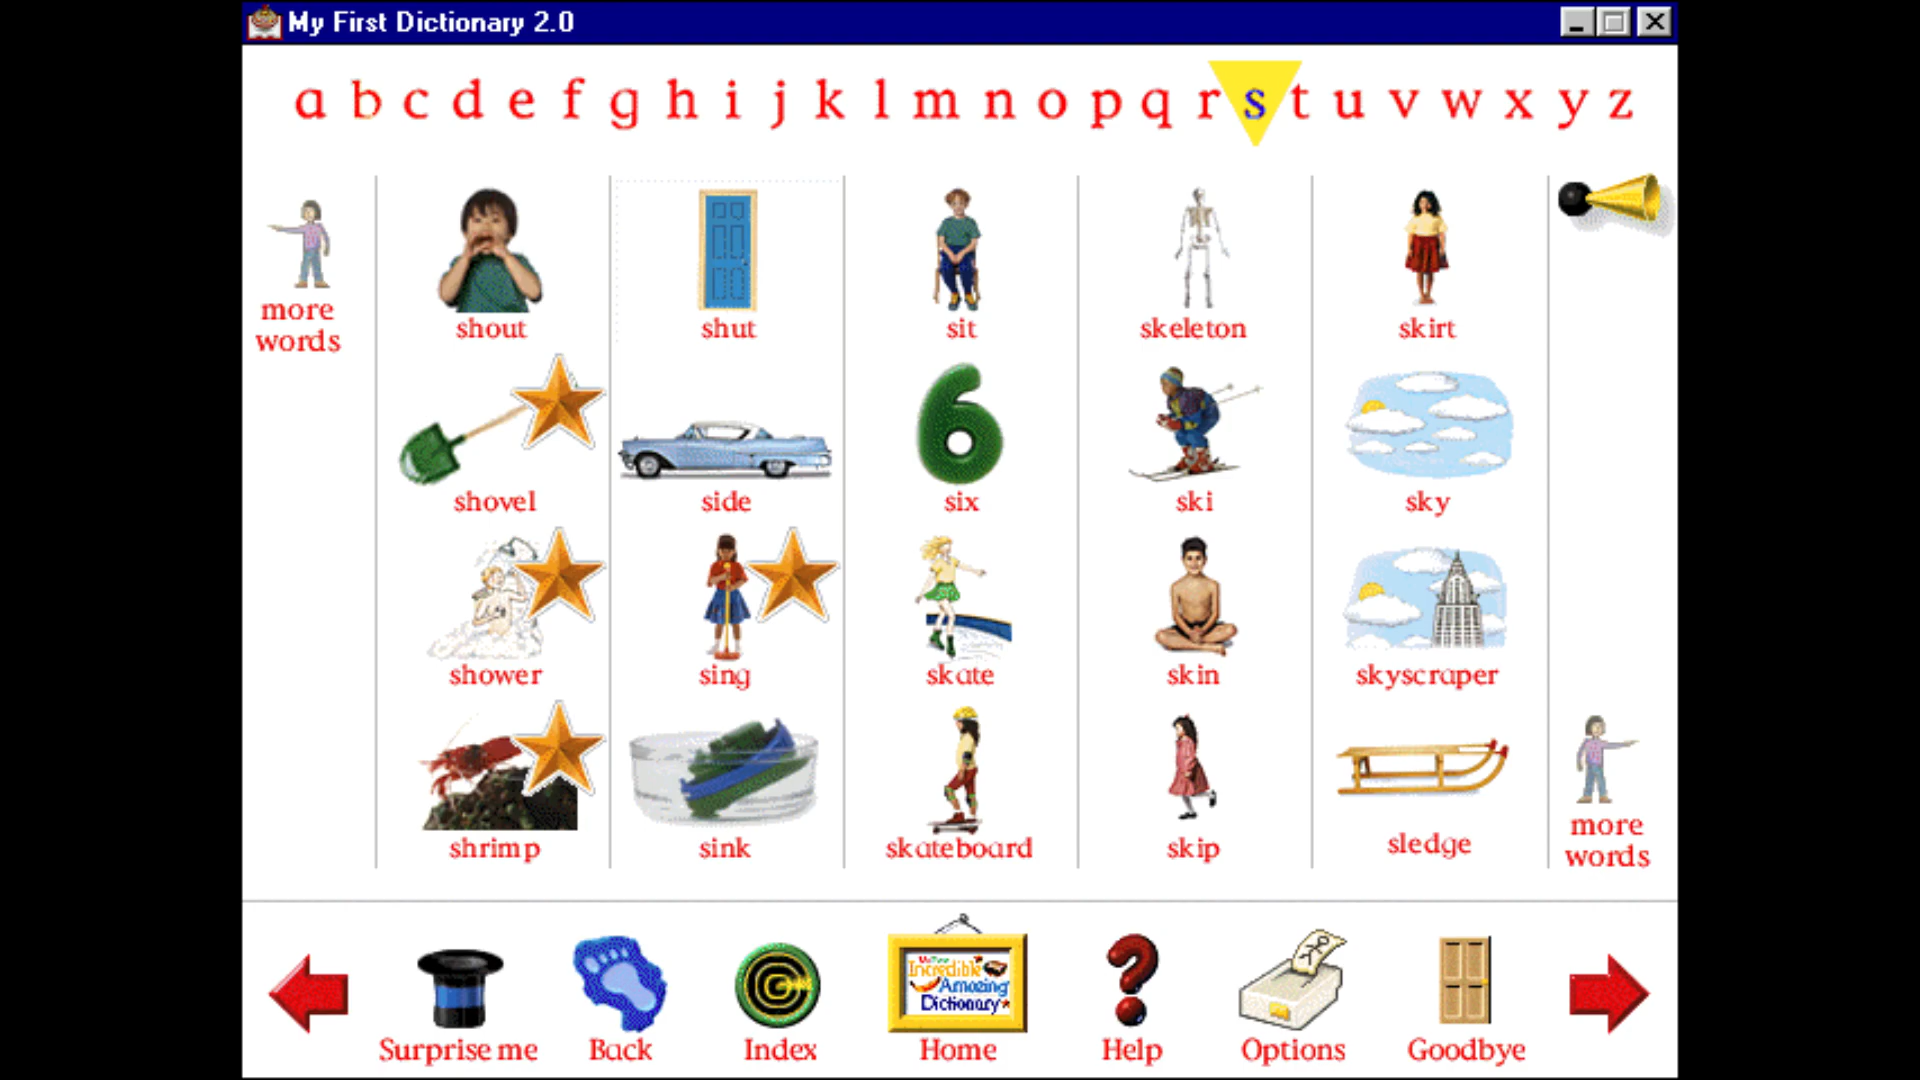 My First Dictionary 2.0
a b c d e f g h i j k l m n o p q r s t u v w x y z
more
words
shout
shut
sit
skeleton
skirt
shovel
side
six
ski
sky
shower
sing
skate
skin
skyscraper
shrimp
sink
skateboard
skip
sledge
more
words
My First
Incredible
Amazing
Dictionary
Surprise me
Back
Index
Home
Help
Options
Goodbye